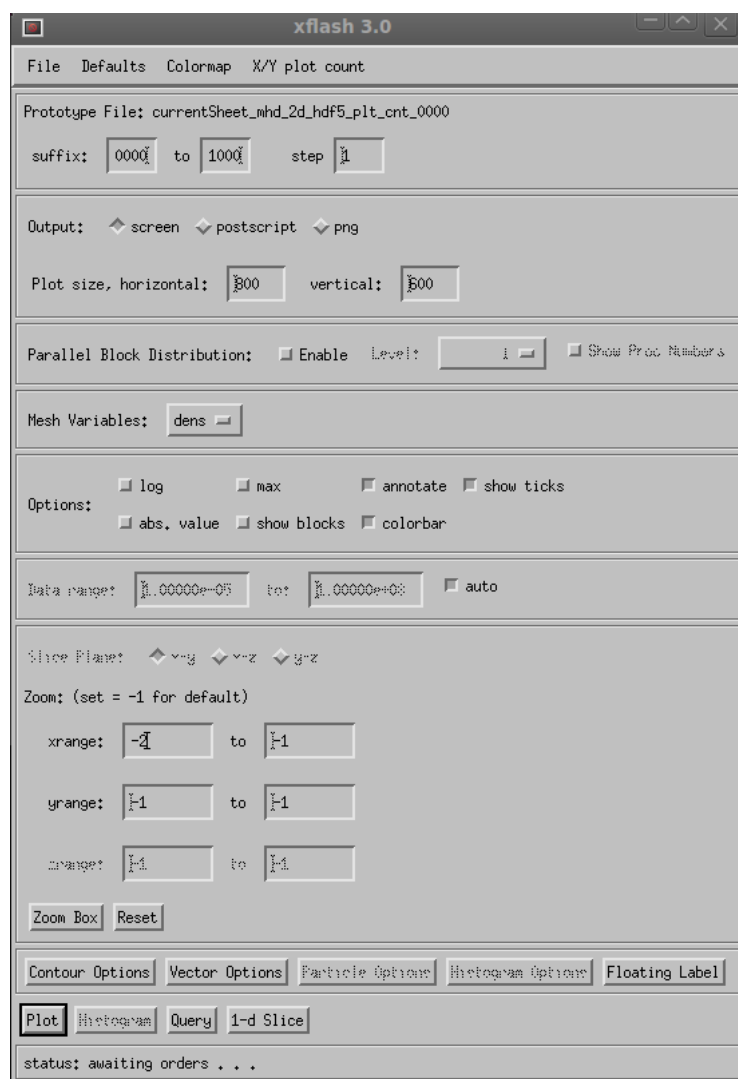 xflash 3.0
File Defaults Colormap X/Y plot count
Prototype File: currentSheet_mhd_2d_hdf5_plt_cnt_0000
suffix: 0000 to 1000 step 1
Output: screen postscript png
Plot size, horizontal: 800 vertical: 600
Parallel Block Distribution: Enable Level: 1 Show Proc Numbers
Mesh Variables: dens
Options: log max annotate show ticks
abs. value show blocks colorbar
Data range: 1.00000e-05 to: auto
Slice Plane: x-y x-z y-z
Zoom: (set = -1 for default)
xrange: -2 to -1
yrange: -1 to -1
zrange: -1 to -1
Zoom Box Reset
Contour Options Vector Options Particle Options Histogram Options Floating Label
Plot Histogram Query 1-d Slice
status: awaiting orders . . .